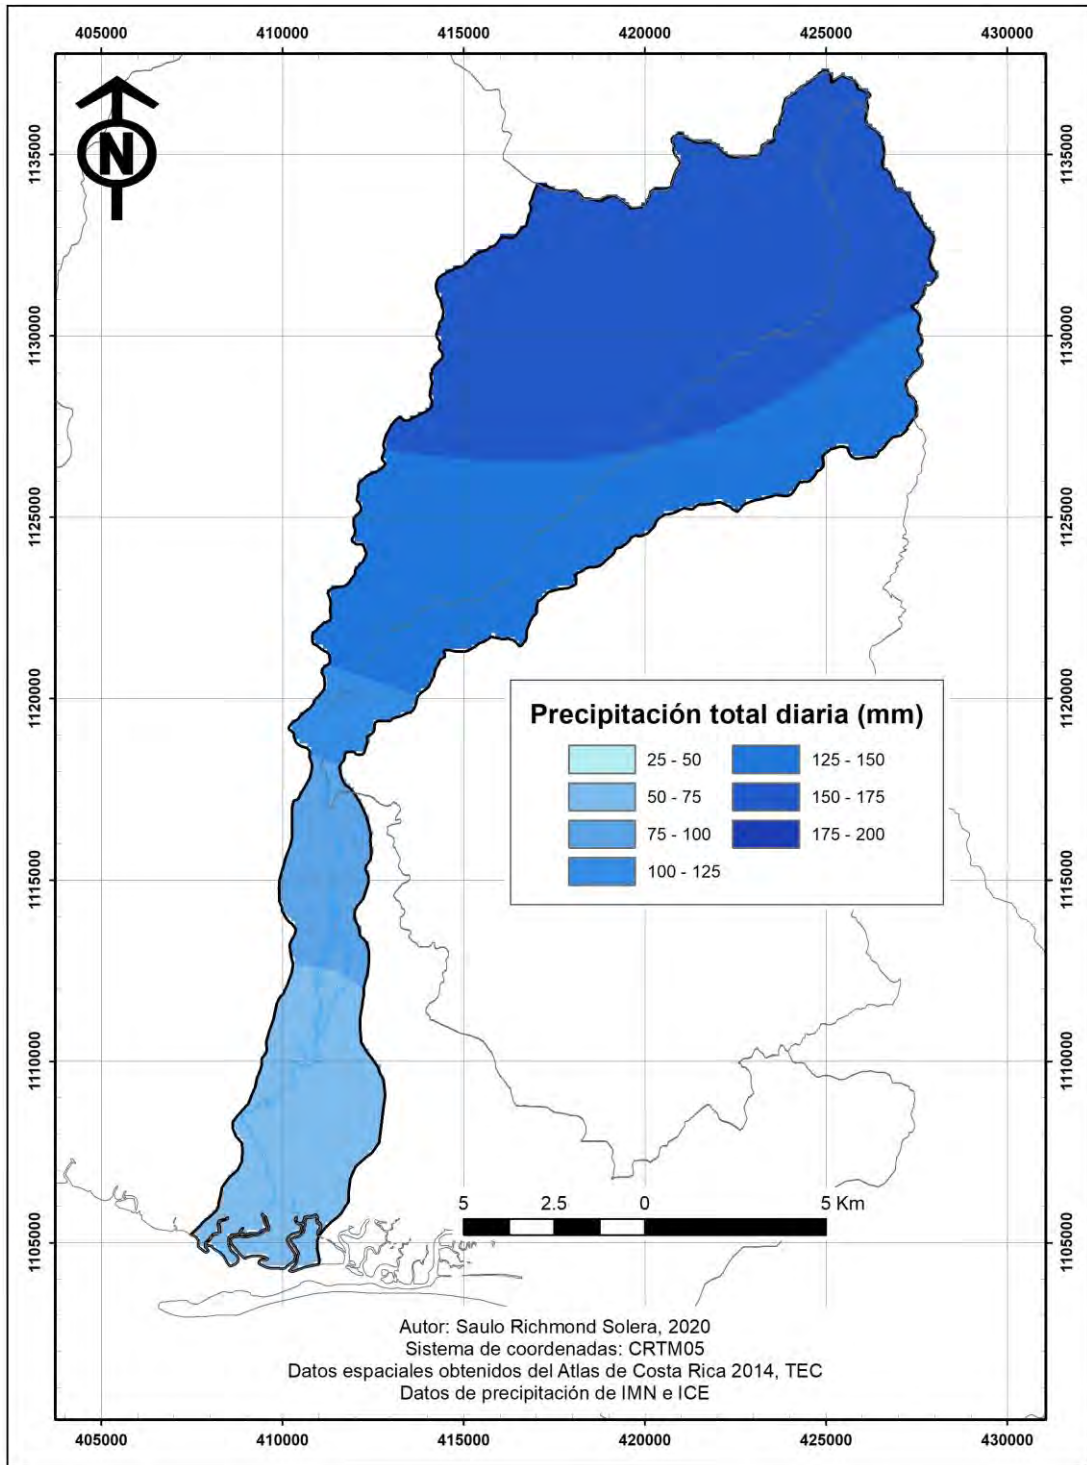 405000 410000 415000 420000 425000 430000
N
1135000 1135000
1130000 1130000
1125000 1125000
1120000 1120000
Precipitación total diaria (mm)
25 - 50 125 - 150
50 - 75 150 - 175
75 - 100 175 - 200
100 - 125
1115000 1115000
1110000 1110000
5 2.5 0 5 Km
1105000 1105000
Autor: Saulo Richmond Solera, 2020
Sistema de coordenadas: CRTM05
Datos espaciales obtenidos del Atlas de Costa Rica 2014, TEC
Datos de precipitación de IMN e ICE
405000 410000 415000 420000 425000 430000